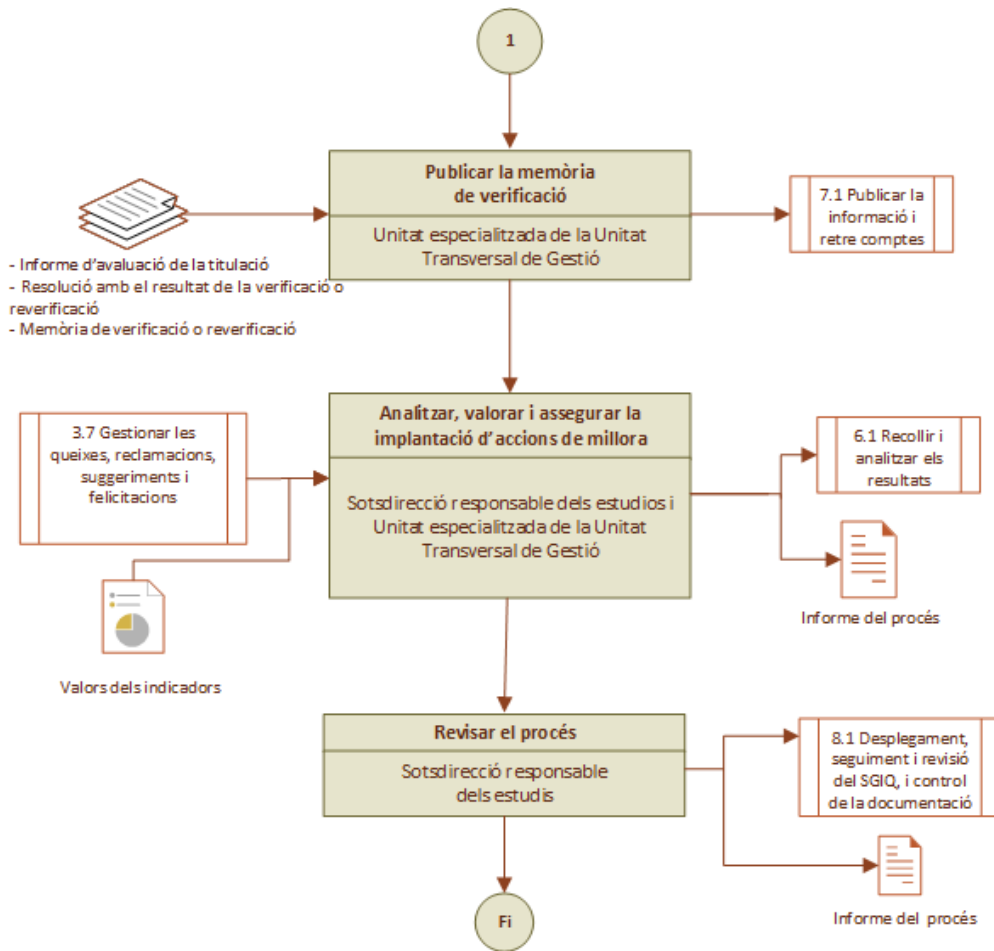 1
Publicar la memòria
de verificació
Unitat especialitzada de la Unitat
Transversal de Gestió
7.1 Publicar la
informació i
retre comptes
- Informe d'avaluació de la titulació
- Resolució amb el resultat de la verificació o
reverificació
- Memòria de verificació o reverificació
Analitzar, valorar i assegurar la
implantació d'accions de millora
Sotsdirecció responsable dels estudios i
Unitat especialitzada de la Unitat
Transversal de Gestió
3.7 Gestionar les
queixes, reclamacions,
suggeriments i
felicitacions
6.1 Recollir i
analitzar els
resultats
Informe del procés
Valors dels indicadors
Revisar el procés
Sotsdirecció responsable
dels estudis
8.1 Desplegament,
seguiment i revisió
del SGIQ, i control
de la documentació
Informe del procés
Fi